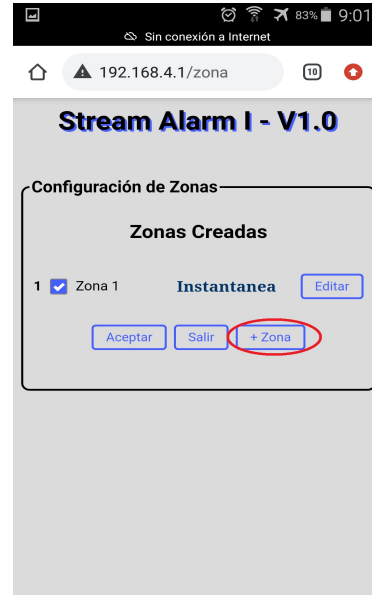 83% 9:01
Sin conexión a Internet
192.168.4.1/zona 10
Stream Alarm I - V1.0
Configuración de Zonas
Zonas Creadas
1 Zona 1 Instantanea Editar
Aceptar Salir + Zona